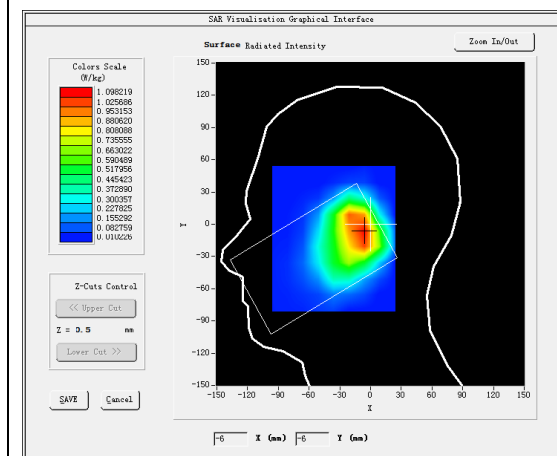 SAR Visualisation Graphical Interface
Surface Radiated Intensity
Zoom In/Out
Colors Scale
(W/kg)
1.098219
1.025686
0.953153
0.880620
0.808088
0.735555
0.663022
0.590489
0.517956
0.445423
0.372890
0.300357
0.227825
0.155292
0.082759
0.010226
Z-Cuts Control
<< Upper Cut
Z = 0.5 mm
Lower Cut >>
SAVE
Cancel
150
120
90
60
30
0
-30
-60
-90
-120
-150
Y
-150 -120 -90 -60 -30 0 30 60 90 120 150
X
-6 X (mm) -6 Y (mm)